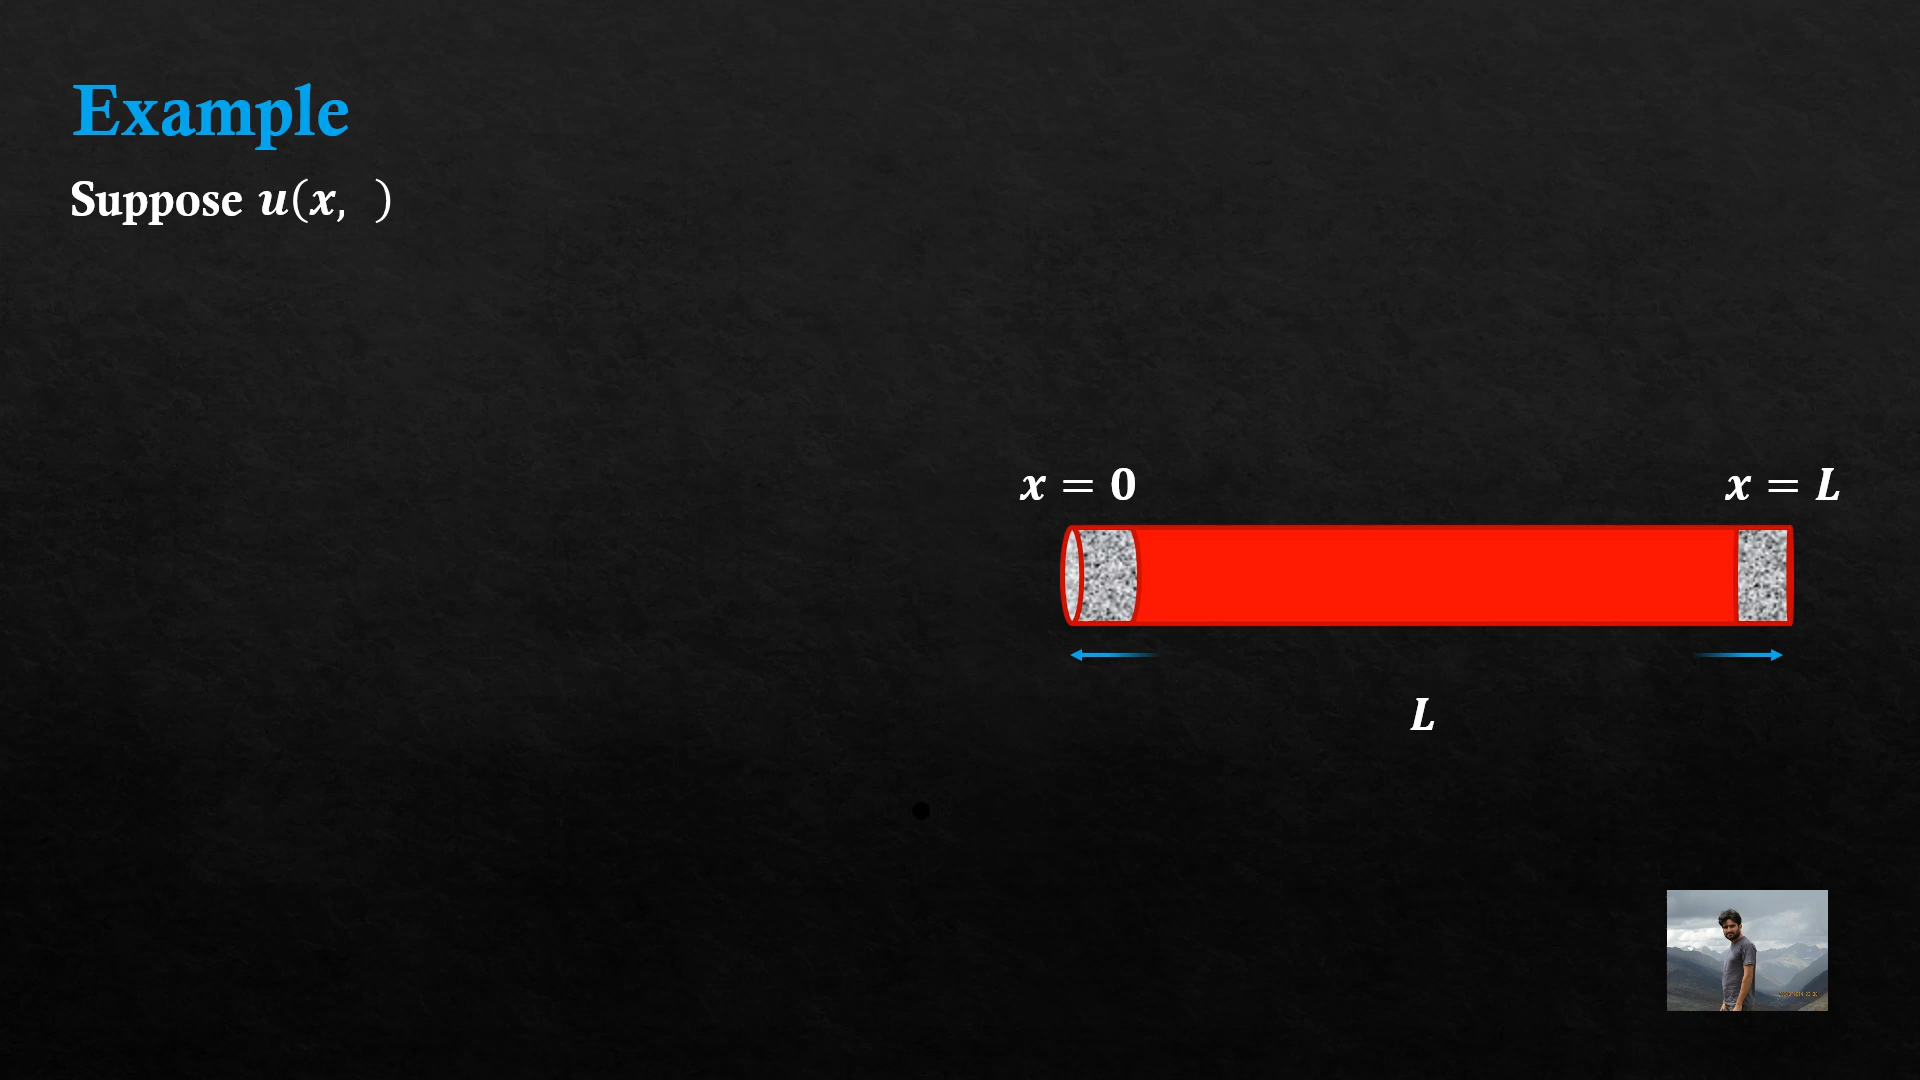 Example
Suppose u(x, )
x = 0
x = L
L